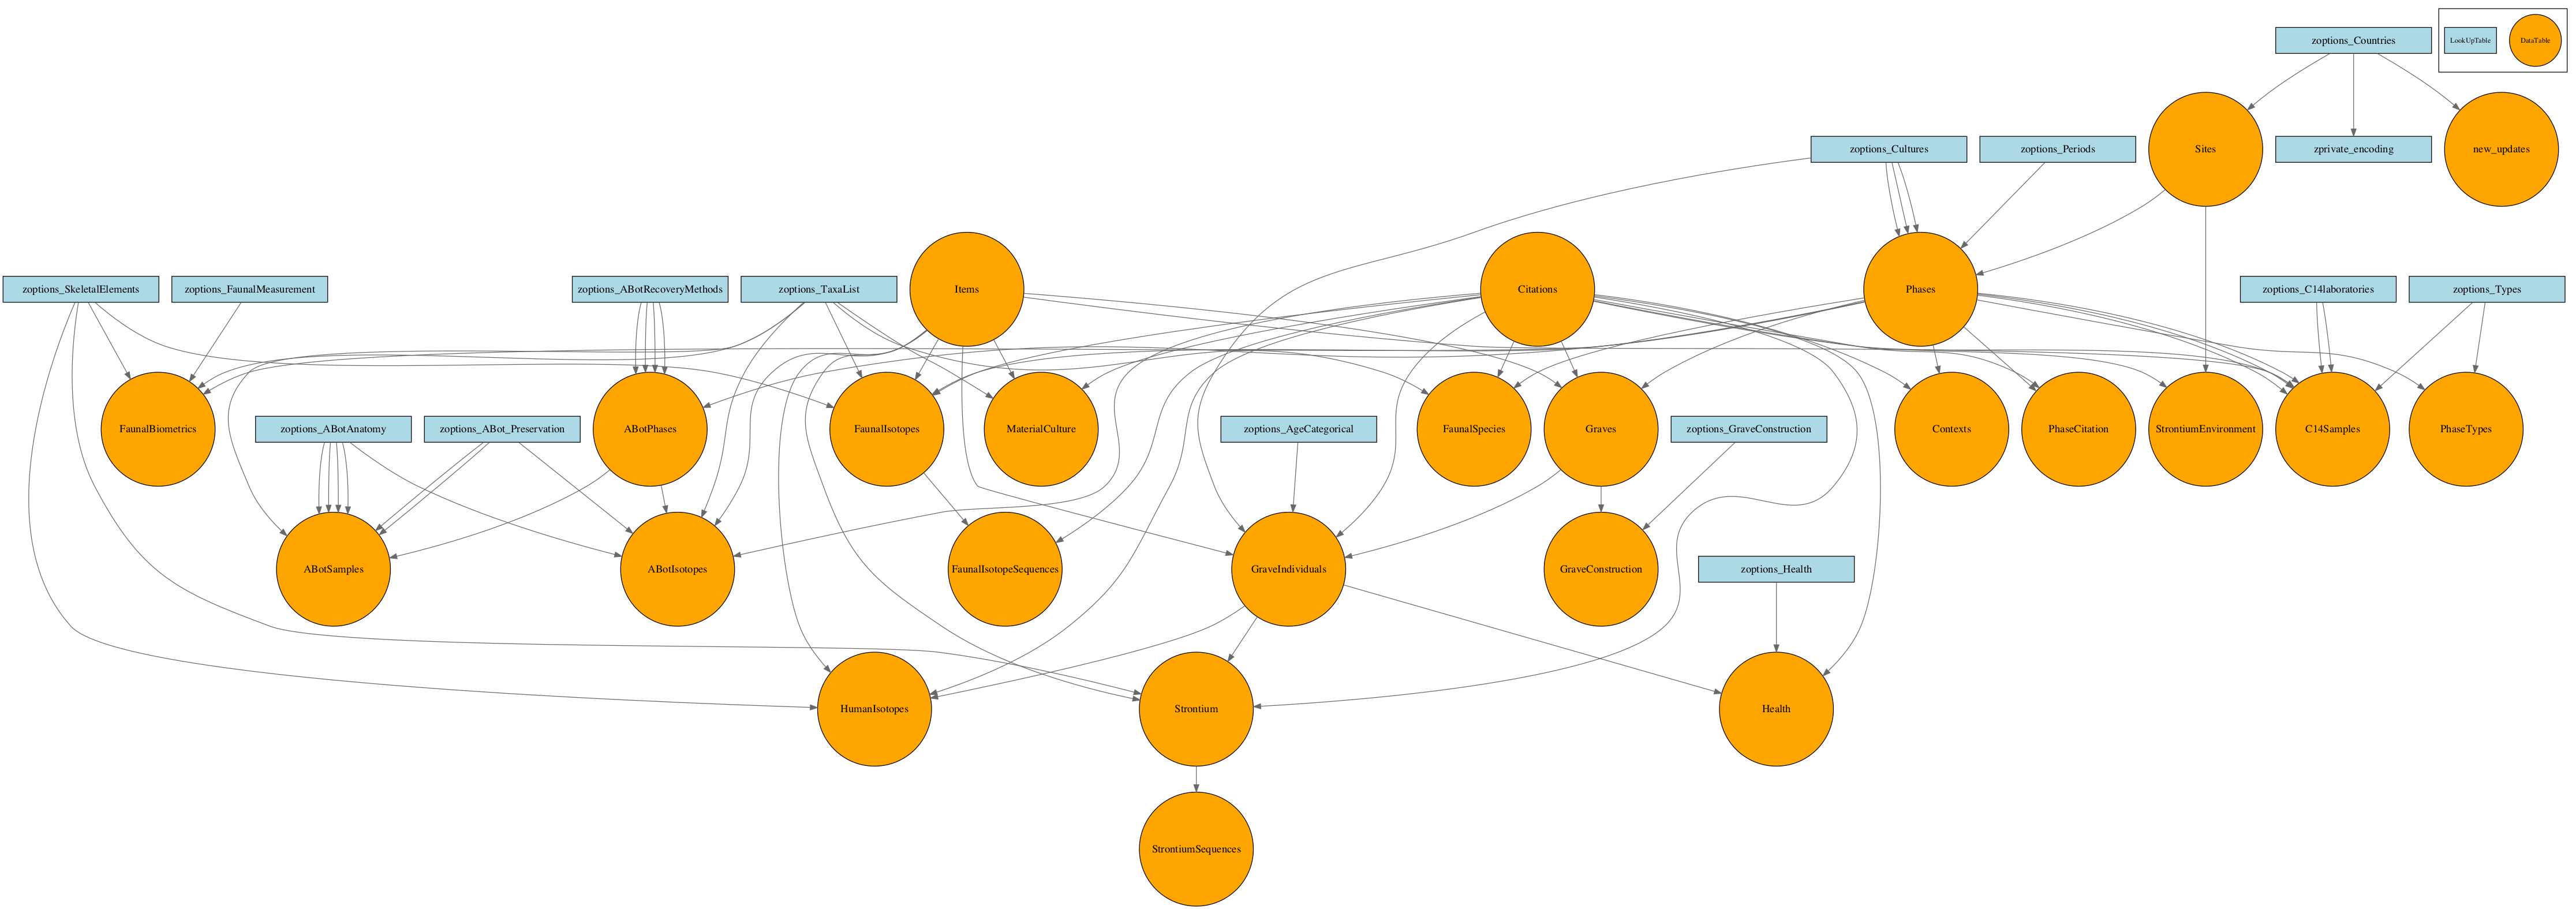 zoptions_Countries
LookUpTable
DataTable
zoptions_Cultures
zoptions_Periods
Sites
zprivate_encoding
new_updates
zoptions_SkeletalElements
zoptions_FaunalMeasurement
zoptions_ABotRecoveryMethods
zoptions_TaxaList
Items
Citations
Phases
zoptions_C14laboratories
zoptions_Types
FaunalBiometrics
zoptions_ABotAnatomy
zoptions_ABot_Preservation
ABotPhases
FaunalIsotopes
MaterialCulture
zoptions_AgeCategorical
FaunalSpecies
Graves
zoptions_GraveConstruction
Contexts
PhaseCitation
StrontiumEnvironment
C14Samples
PhaseTypes
ABotSamples
ABotIsotopes
FaunalIsotopeSequences
GraveIndividuals
GraveConstruction
zoptions_Health
HumanIsotopes
Strontium
Health
StrontiumSequences